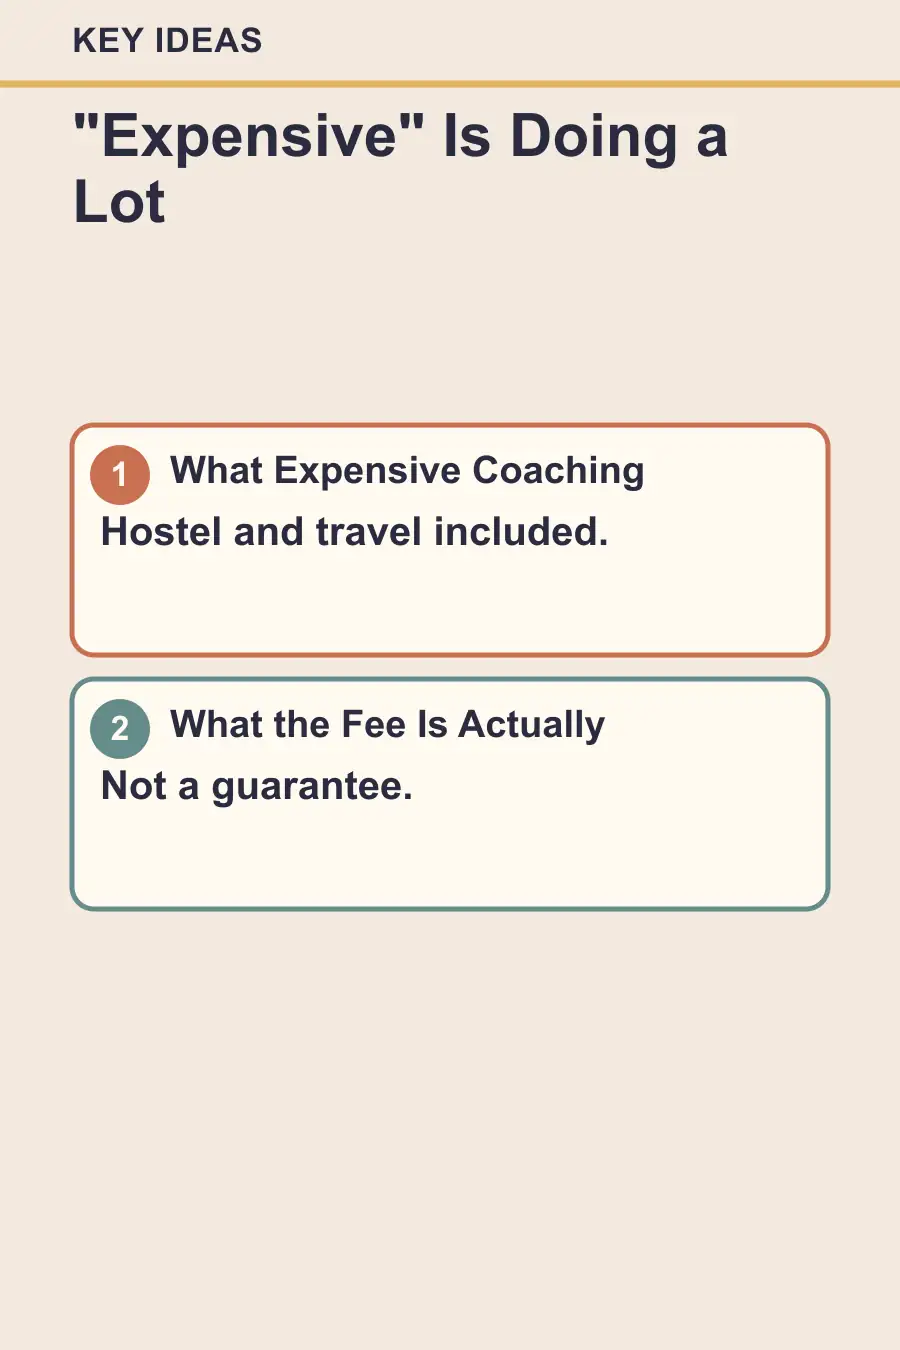 KEY IDEAS
"Expensive" Is Doing a
Lot
1 What Expensive Coaching
Hostel and travel included.
2 What the Fee Is Actually
Not a guarantee.